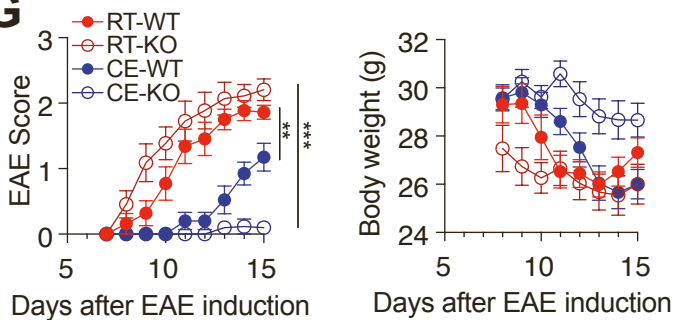 G
RT-WT
RT-KO
CE-WT
CE-KO
EAE Score
3
2
1
0
**
***
5
10
15
Days after EAE induction
Body weight (g)
32
30
28
26
24
5
10
15
Days after EAE induction